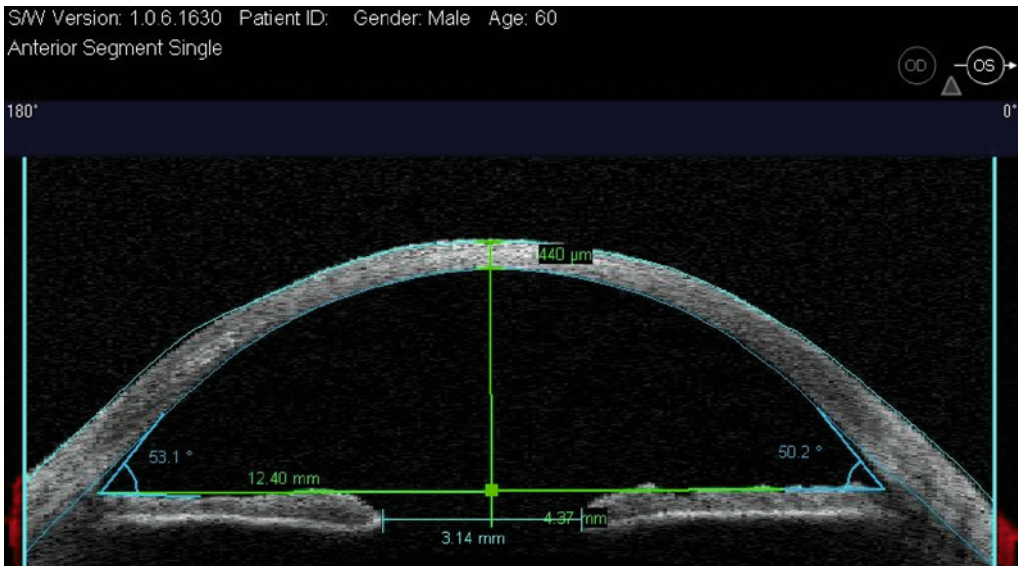 S/W Version: 1.0.6.1630 Patient ID: Gender: Male Age: 60
Anterior Segment Single
OD OS
180° 0°
440 µm
53.1 ° 50.2 °
12.40 mm
4.37 mm
3.14 mm